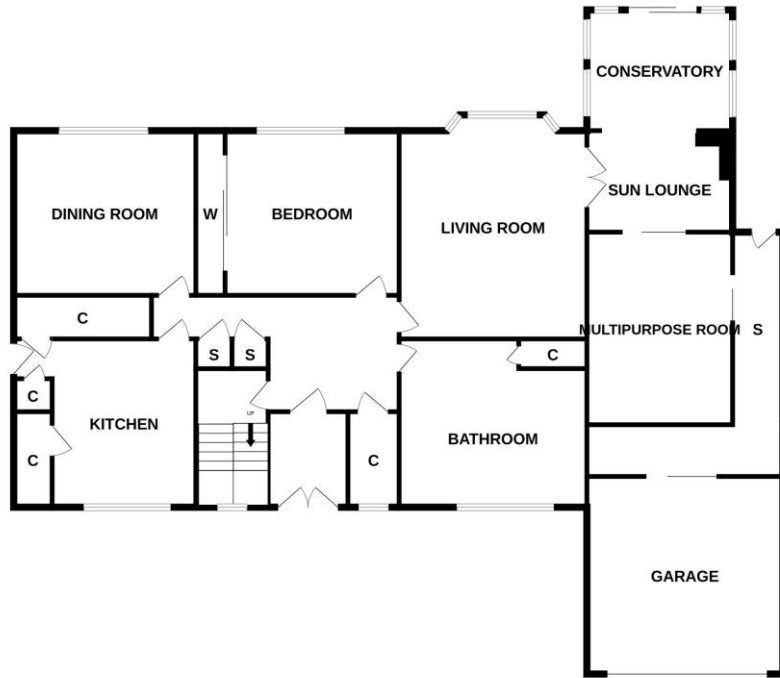 CONSERVATORY
DINING ROOM
W
BEDROOM
LIVING ROOM
SUN LOUNGE
C
MULTIPURPOSE ROOM
S
S
S
C
C
UP
KITCHEN
BATHROOM
C
C
GARAGE